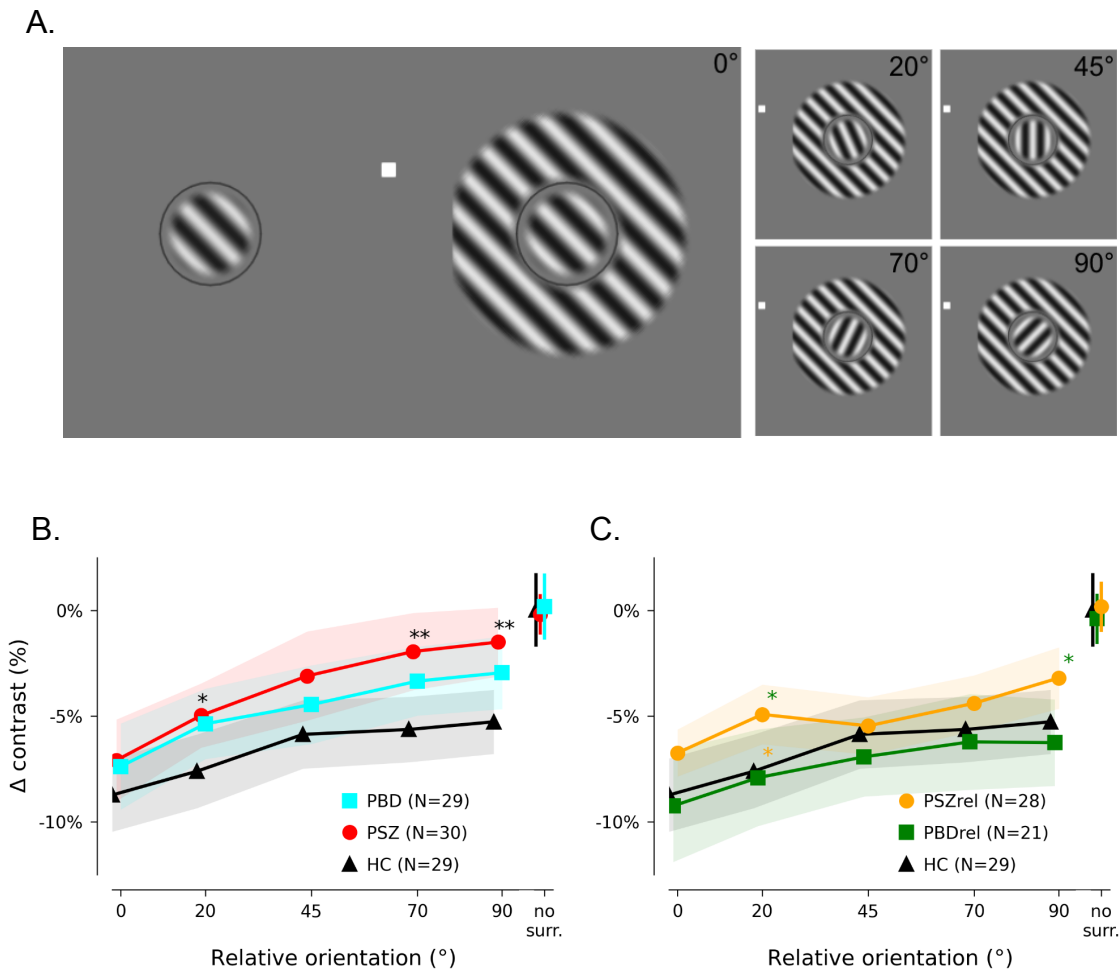 A.
0°
20°
45°
70°
90°
B.
C.
Δ contrast (%)
0%
-5%
-10%
*
**
**
PBD (N=29)
PSZ (N=30)
HC (N=29)
0
20
45
70
90
no
surr.
Relative orientation (°)
0%
-5%
-10%
*
*
*
PSZrel (N=28)
PBDrel (N=21)
HC (N=29)
0
20
45
70
90
no
surr.
Relative orientation (°)